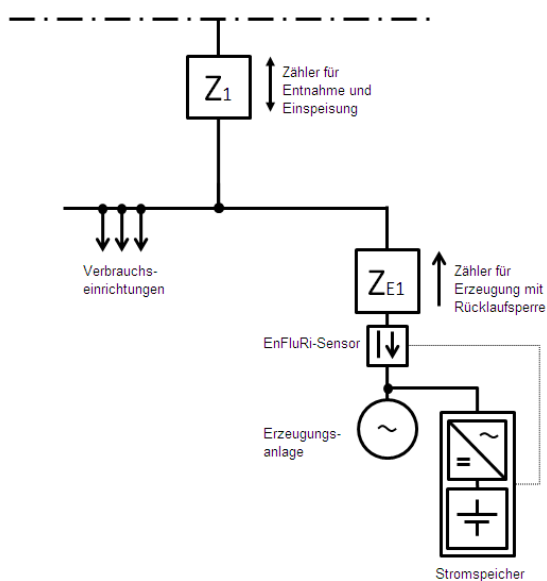 Z1
Zähler für
Entnahme und
Einspeisung
Verbrauchs-
einrichtungen
ZE1
Zähler für
Erzeugung mit
Rücklaufsperre
EnFluRi-Sensor
Erzeugungs-
anlage
~
~
=
Stromspeicher